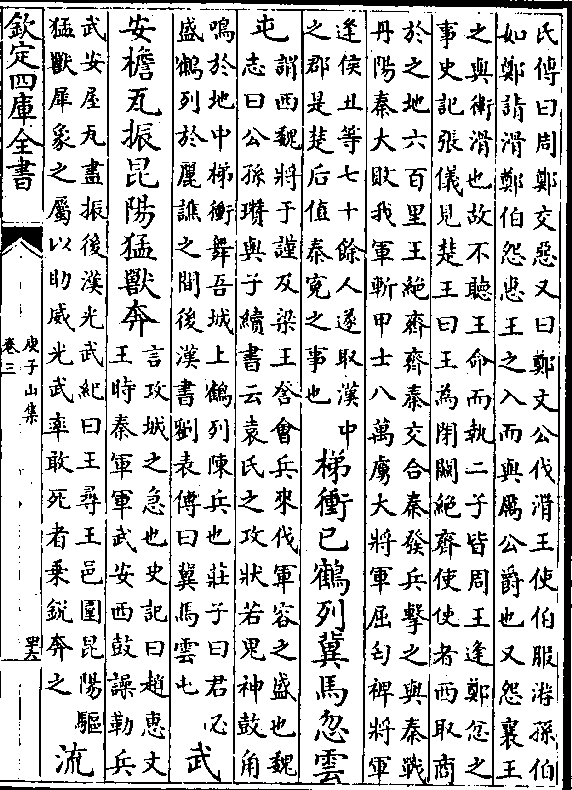 氏傳曰周鄭交惡又曰鄭文公伐滑王使伯服游孫伯
如鄭請滑鄭伯怨惠王之入而與厲公爵也又怨襄王
之與衛滑也故不聽王命而執二子皆周王逢鄭忿之
事史記張儀見楚王曰王為閉關絶齊使使者西取商
於之地六百里王絶齊齊秦交合秦發兵擊之與秦戰
丹陽秦大敗我軍斬甲士八萬虜大將軍屈匄裨將軍
逢侯丑等七十餘人遂取漢中
之郡是楚后值秦寃之事也
梯衝已鶴列冀馬忽雲
屯
謂西魏將于謹及梁王詧會兵來伐軍容之盛也魏
志曰公孫瓚與子續書云袁氏之攻狀若鬼神鼓角
鳴於地中梯衝舞吾城上鶴列陳兵也莊子曰君必
盛鶴列於麗譙之間後漢書劉表傳曰冀馬雲屯
武
安檐瓦振昆陽猛獸奔
言攻城之急也史記曰趙惠文
王時秦軍軍武安西鼓譟勒兵
武安屋瓦盡振後漢光武紀曰王尋王邑圍昆陽驅
猛獸犀象之屬以助威光武率敢死者乗銳奔之
流
欽定四庫全書
庾子山集
卷三